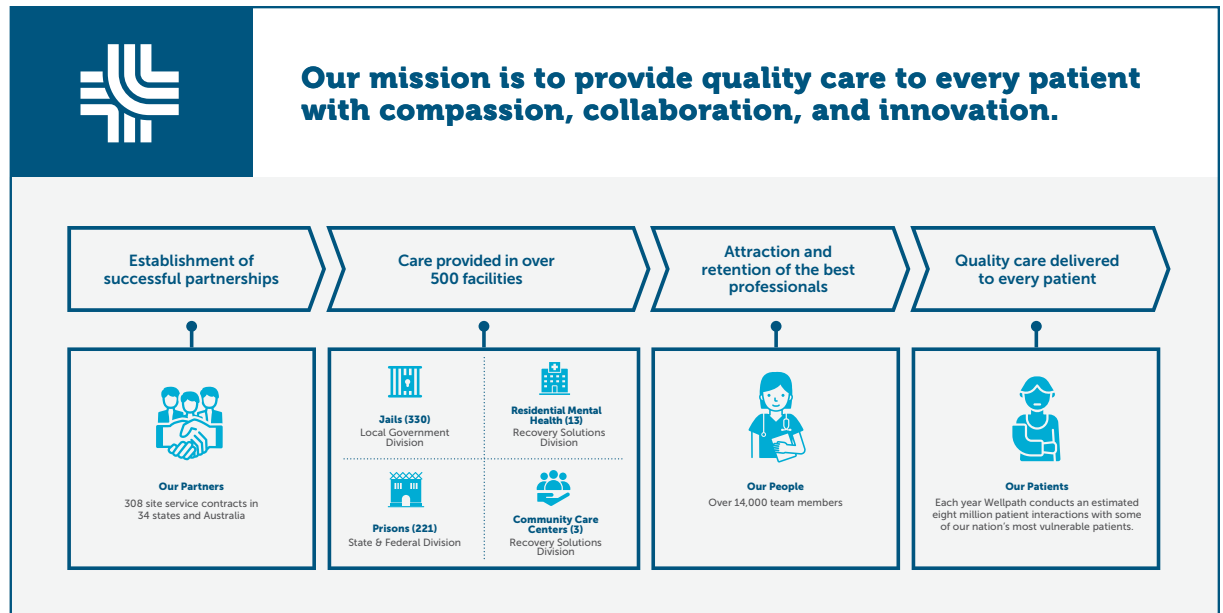 Our mission is to provide quality care to every patient
with compassion, collaboration, and innovation.
Establishment of
successful partnerships
Care provided in over
500 facilities
Attraction and
retention of the best
professionals
Quality care delivered
to every patient
Our Partners
308 site service contracts in
34 states and Australia
Jails (330)
Local Government
Division
Residential Mental
Health (13)
Recovery Solutions
Division
Prisons (221)
State & Federal Division
Community Care
Centers (3)
Recovery Solutions
Division
Our People
Over 14,000 team members
Our Patients
Each year Wellpath conducts an estimated
eight million patient interactions with some
of our nation's most vulnerable patients.